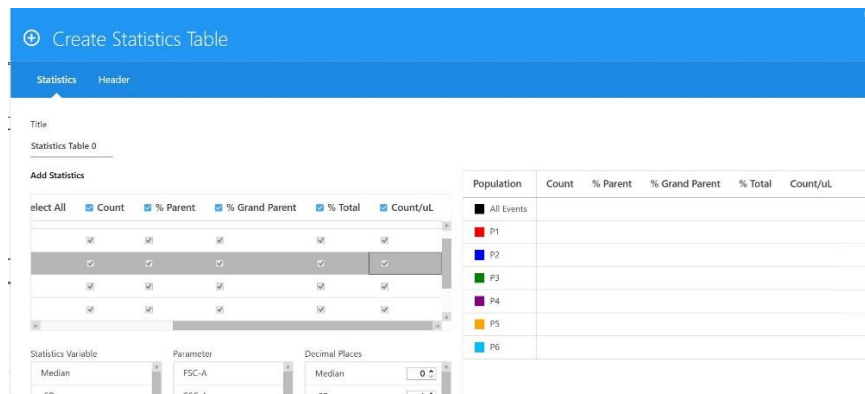 Create Statistics Table
Statistics Header
Title
Statistics Table 0
Add Statistics
elect All Count % Parent % Grand Parent % Total Count/uL
Population Count % Parent % Grand Parent % Total Count/uL
All Events
P1
P2
P3
P4
P5
P6
Statistics Variable Parameter Decimal Places
Median FSC-A Median 0